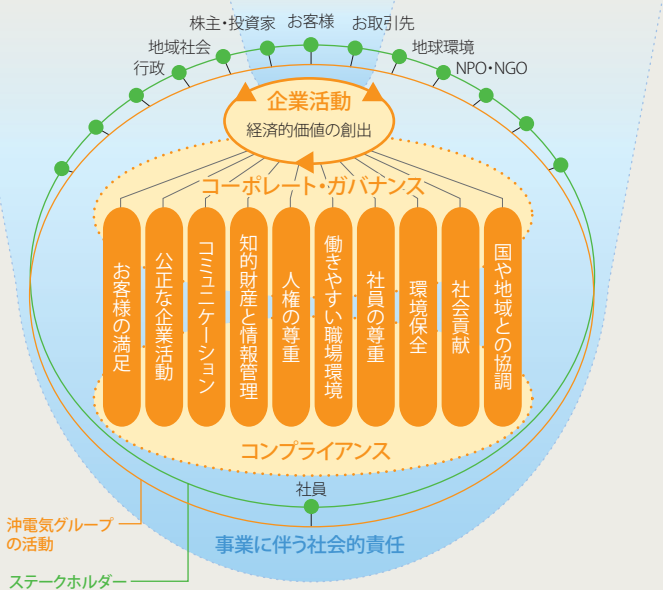 株主・投資家
お客様
お取引先
地域社会
地球環境
行政
NPO・NGO
企業活動
経済的価値の創出
コーポレート・ガバナンス
お客様の満足
公正な企業活動
コミュニケーション
知的財産と情報管理
人権の尊重
働きやすい職場環境
社員の尊重
環境保全
社会貢献
国や地域との協調
コンプライアンス
社員
事業に伴う社会的責任
沖電気グループ
の活動
ステークホルダー